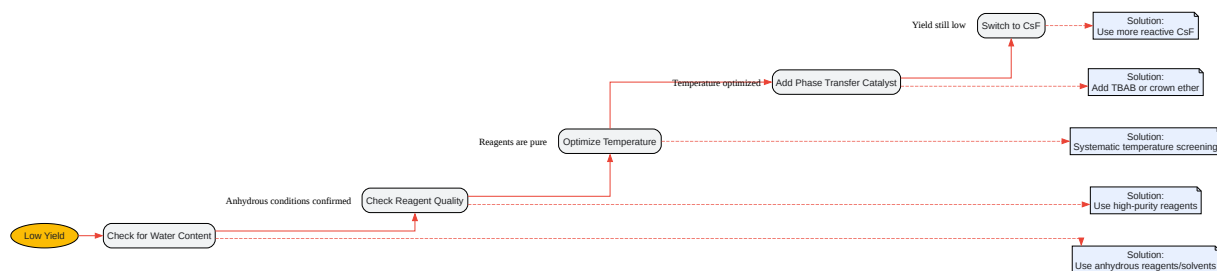 Yield still low
Switch to CsF
Solution:
Use more reactive CsF
Temperature optimized
Add Phase Transfer Catalyst
Solution:
Add TBAB or crown ether
Reagents are pure
Optimize Temperature
Solution:
Systematic temperature screening
Anhydrous conditions confirmed
Check Reagent Quality
Solution:
Use high-purity reagents
Low Yield
Check for Water Content
Solution:
Use anhydrous reagents/solvents